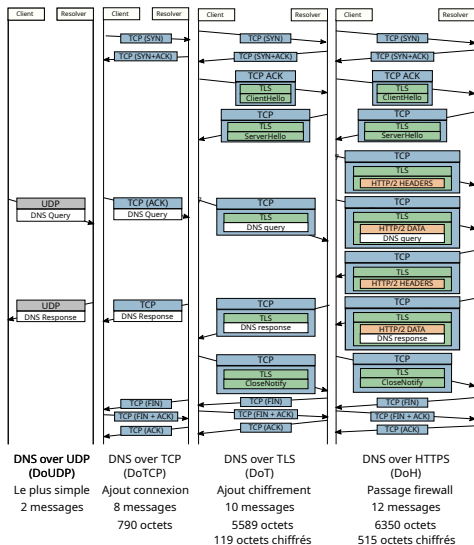 Client Resolver
UDP
DNS Query
UDP
DNS Response
DNS over UDP
(DoUDP)
Le plus simple
2 messages
Client Resolver
TCP (SYN)
TCP (SYN+ACK)
TCP (ACK)
DNS Query
TCP
DNS Response
TCP (FIN)
TCP (FIN + ACK)
TCP (ACK)
DNS over TCP
(DoTCP)
Ajout connexion
8 messages
790 octets
Client Resolver
TCP (SYN)
TCP (SYN+ACK)
TCP ACK
TLS
ClientHello
TCP
TLS
ServerHello
TCP
TLS
DNS query
TCP
TLS
DNS response
TCP
TLS
CloseNotify
TCP (FIN)
TCP (FIN + ACK)
TCP (ACK)
DNS over TLS
(DoT)
Ajout chiffrement
10 messages
5589 octets
119 octets chiffrés
Client Resolver
TCP (SYN)
TCP (SYN+ACK)
TCP ACK
TLS
ClientHello
TCP
TLS
ServerHello
TCP
TLS
HTTP/2 HEADERS
TCP
TLS
HTTP/2 DATA
DNS query
TCP
TLS
HTTP/2 HEADERS
TCP
TLS
HTTP/2 DATA
DNS response
TCP
TLS
CloseNotify
TCP (FIN)
TCP (FIN + ACK)
TCP (ACK)
DNS over HTTPS
(DoH)
Passage firewall
12 messages
6350 octets
515 octets chiffrés